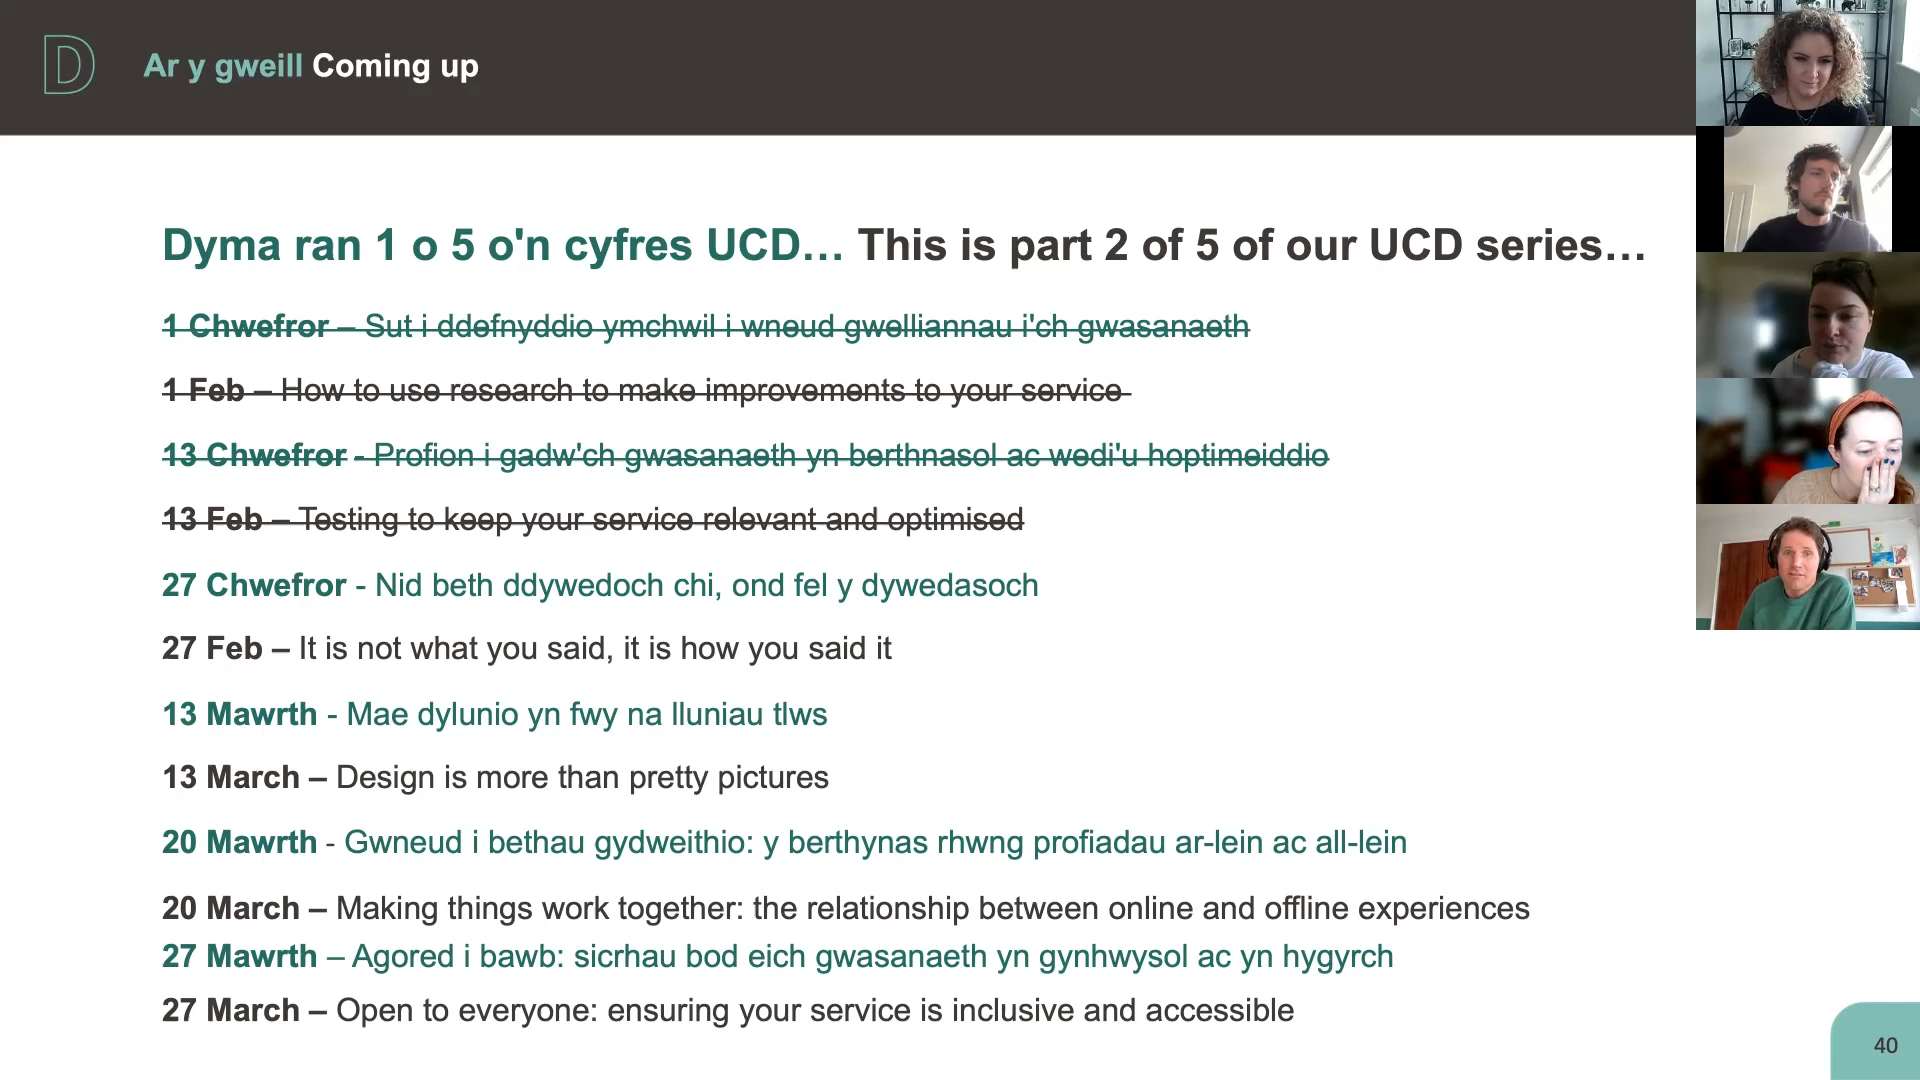 D
Ar y gweill Coming up
Dyma ran 1 o 5 o'n cyfres UCD… This is part 2 of 5 of our UCD series…
1 Chwefror – Sut i ddefnyddio ymchwil i wneud gwelliannau i'ch gwasanaeth
1 Feb – How to use research to make improvements to your service
13 Chwefror - Profion i gadw'ch gwasanaeth yn berthnasol ac wedi'u hoptimeiddio
13 Feb – Testing to keep your service relevant and optimised
27 Chwefror - Nid beth ddywedoch chi, ond fel y dywedasoch
27 Feb – It is not what you said, it is how you said it
13 Mawrth - Mae dylunio yn fwy na lluniau tlws
13 March – Design is more than pretty pictures
20 Mawrth - Gwneud i bethau gydweithio: y berthynas rhwng profiadau ar-lein ac all-lein
20 March – Making things work together: the relationship between online and offline experiences
27 Mawrth – Agored i bawb: sicrhau bod eich gwasanaeth yn gynhwysol ac yn hygyrch
27 March – Open to everyone: ensuring your service is inclusive and accessible
40